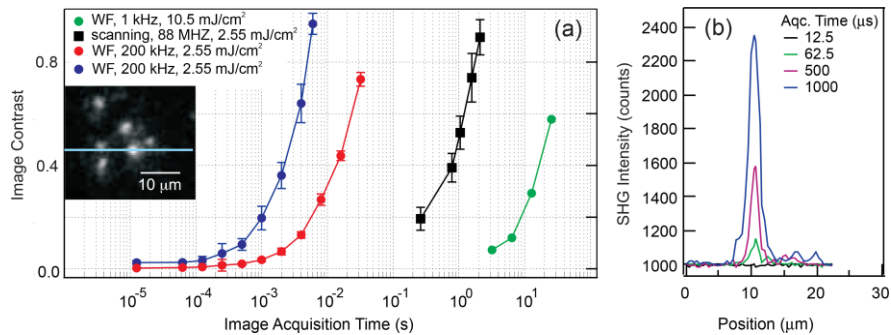 (a)
WF, 1 kHz, 10.5 mJ/cm²
scanning, 88 MHZ, 2.55 mJ/cm²
WF, 200 kHz, 2.55 mJ/cm²
WF, 200 kHz, 2.55 mJ/cm²
0.8
0.4
0.0
Image Contrast
10 μm
10⁻⁵
10⁻⁴
10⁻³
10⁻²
10⁻¹
10⁰
10¹
Image Acquisition Time (s)
(b)
Aqc. Time (μs)
12.5
62.5
500
1000
2400
2200
2000
1800
1600
1400
1200
1000
SHG Intensity (counts)
0
10
20
30
Position (μm)